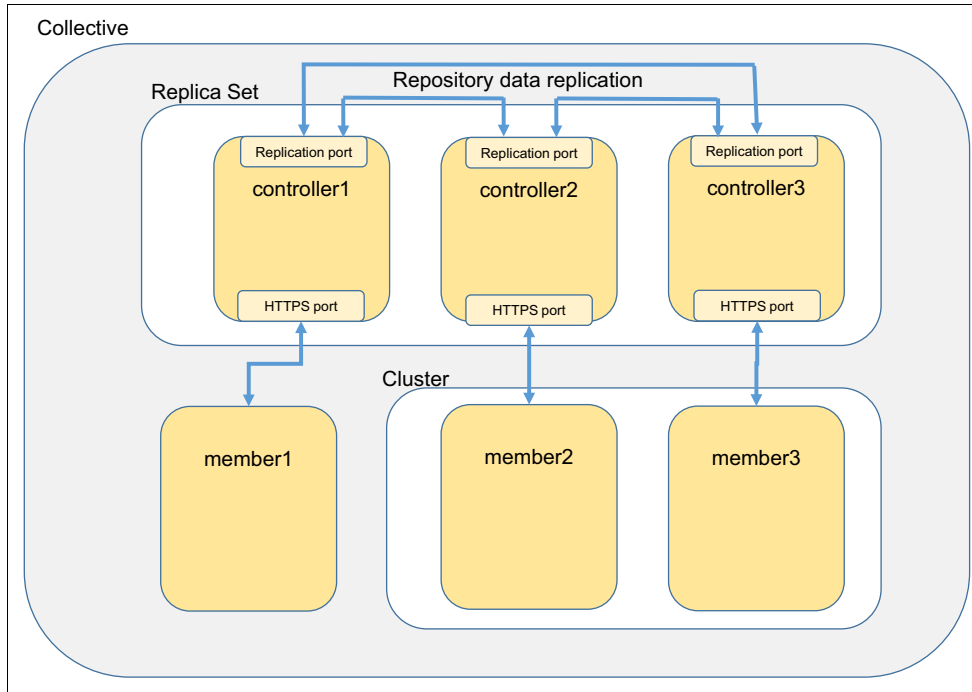 Collective
Repository data replication
Replica Set
Replication port
Replication port
Replication port
controller1
controller2
controller3
HTTPS port
HTTPS port
HTTPS port
Cluster
member1
member2
member3